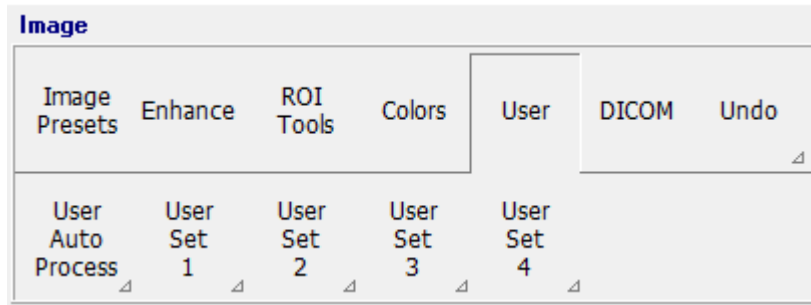 Image
Image Presets
Enhance
ROI Tools
Colors
User
DICOM
Undo
User Auto Process
User Set 1
User Set 2
User Set 3
User Set 4